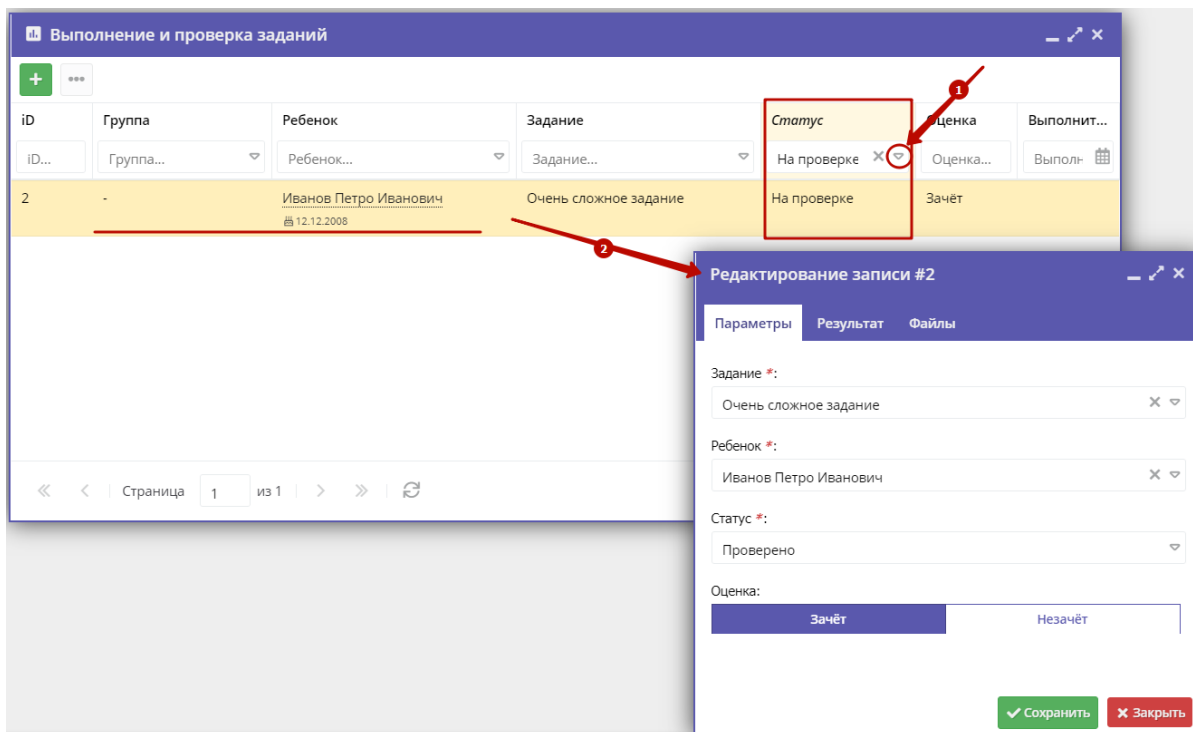 Выполнение и проверка заданий
iD Группа Ребенок Задание Статус Оценка Выполнит...
iD... Группа... Ребенок... Задание... На проверке Оценка... Выполн
2 - Иванов Петро Иванович Очень сложное задание На проверке Зачёт
12.12.2008
1
2
Страница 1 из 1
Редактирование записи #2
Параметры Результат Файлы
Задание *:
Очень сложное задание
Ребенок *:
Иванов Петро Иванович
Статус *:
Проверено
Оценка:
Зачёт Незачёт
Сохранить Закрыть